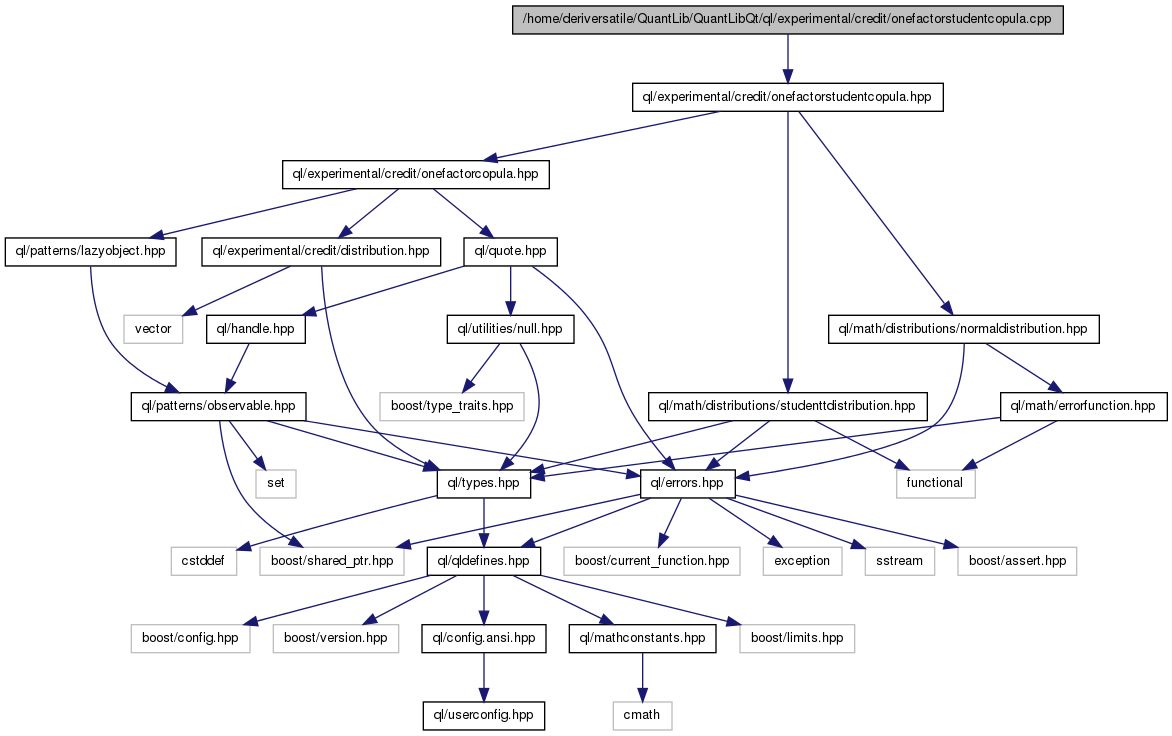 /home/deriversatile/QuantLib/QuantLibQt/ql/experimental/credit/onefactorstudentcopula.cpp
ql/experimental/credit/onefactorstudentcopula.hpp
ql/experimental/credit/onefactorcopula.hpp
ql/patterns/lazyobject.hpp
ql/experimental/credit/distribution.hpp
ql/quote.hpp
vector
ql/handle.hpp
ql/utilities/null.hpp
ql/math/distributions/normaldistribution.hpp
ql/patterns/observable.hpp
boost/type_traits.hpp
ql/math/distributions/studenttdistribution.hpp
ql/math/errorfunction.hpp
set
ql/types.hpp
ql/errors.hpp
functional
cstddef
boost/shared_ptr.hpp
ql/qldefines.hpp
boost/current_function.hpp
exception
sstream
boost/assert.hpp
boost/config.hpp
boost/version.hpp
ql/config.ansi.hpp
ql/mathconstants.hpp
boost/limits.hpp
ql/userconfig.hpp
cmath